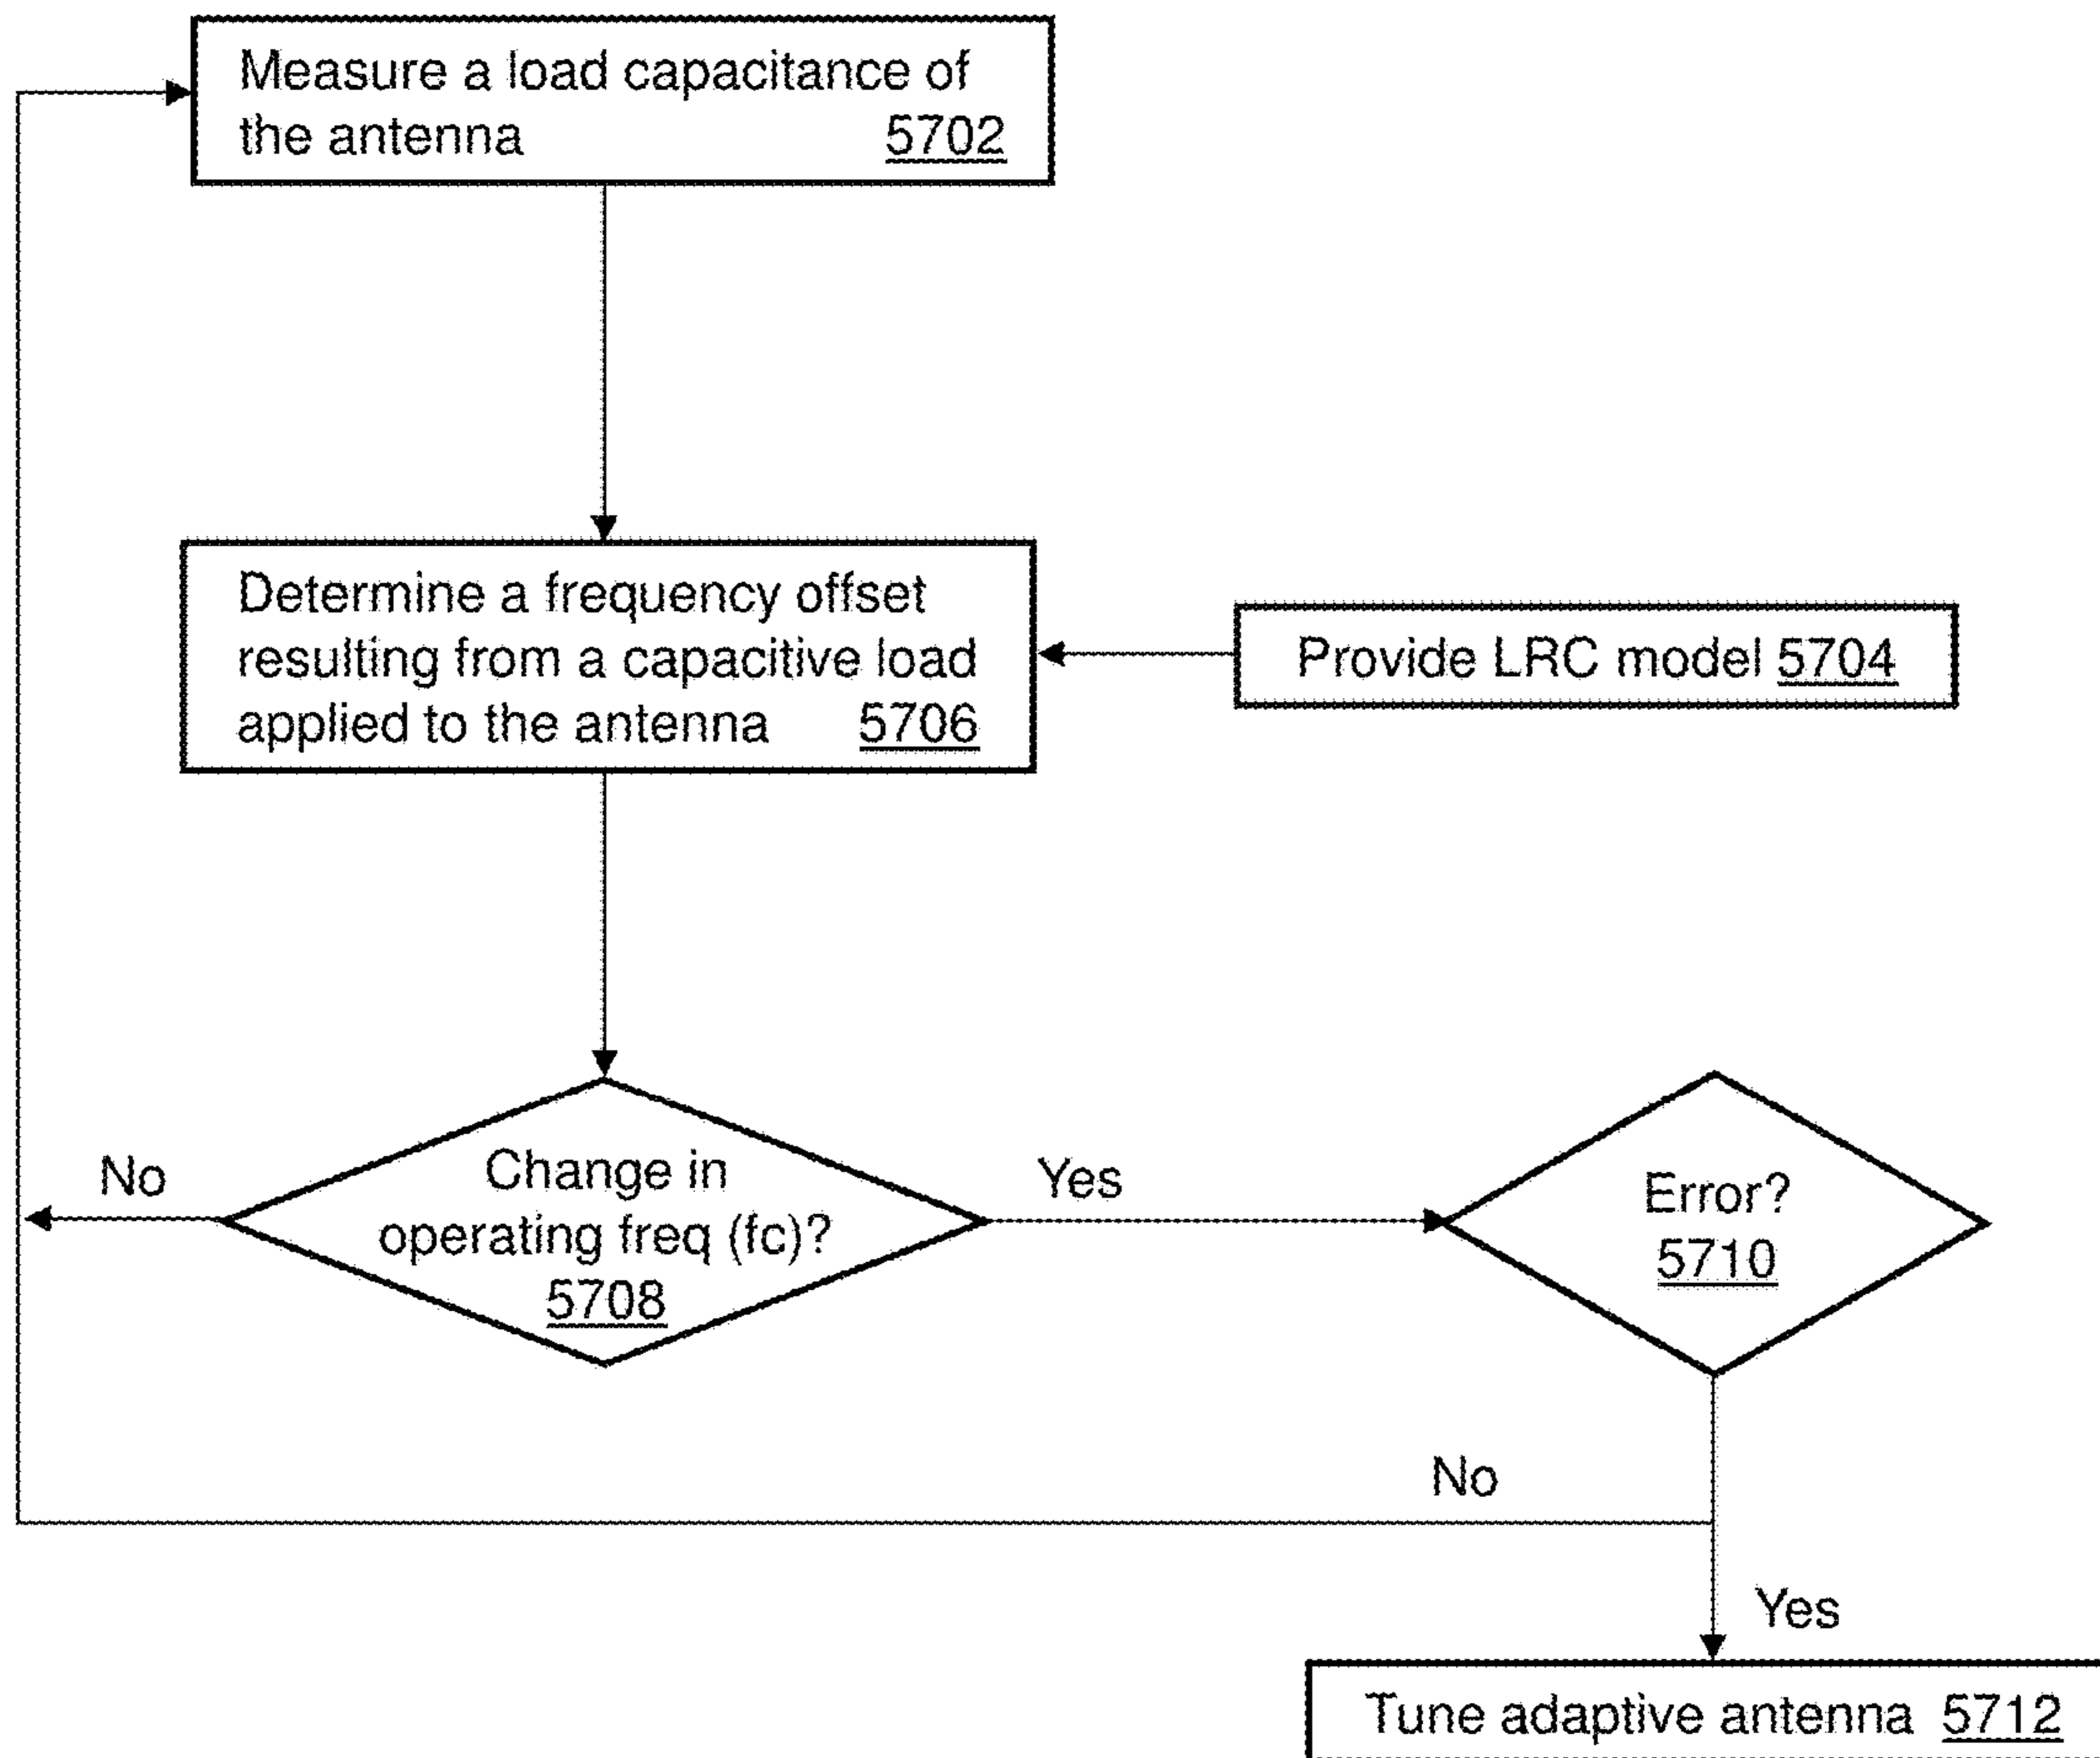 Measure a load capacitance of
the antenna 5702
Determine a frequency offset
resulting from a capacitive load
applied to the antenna 5706
Provide LRC model 5704
No
Change in
operating freq (fc)?
5708
Yes
Error?
5710
No
Yes
Tune adaptive antenna 5712